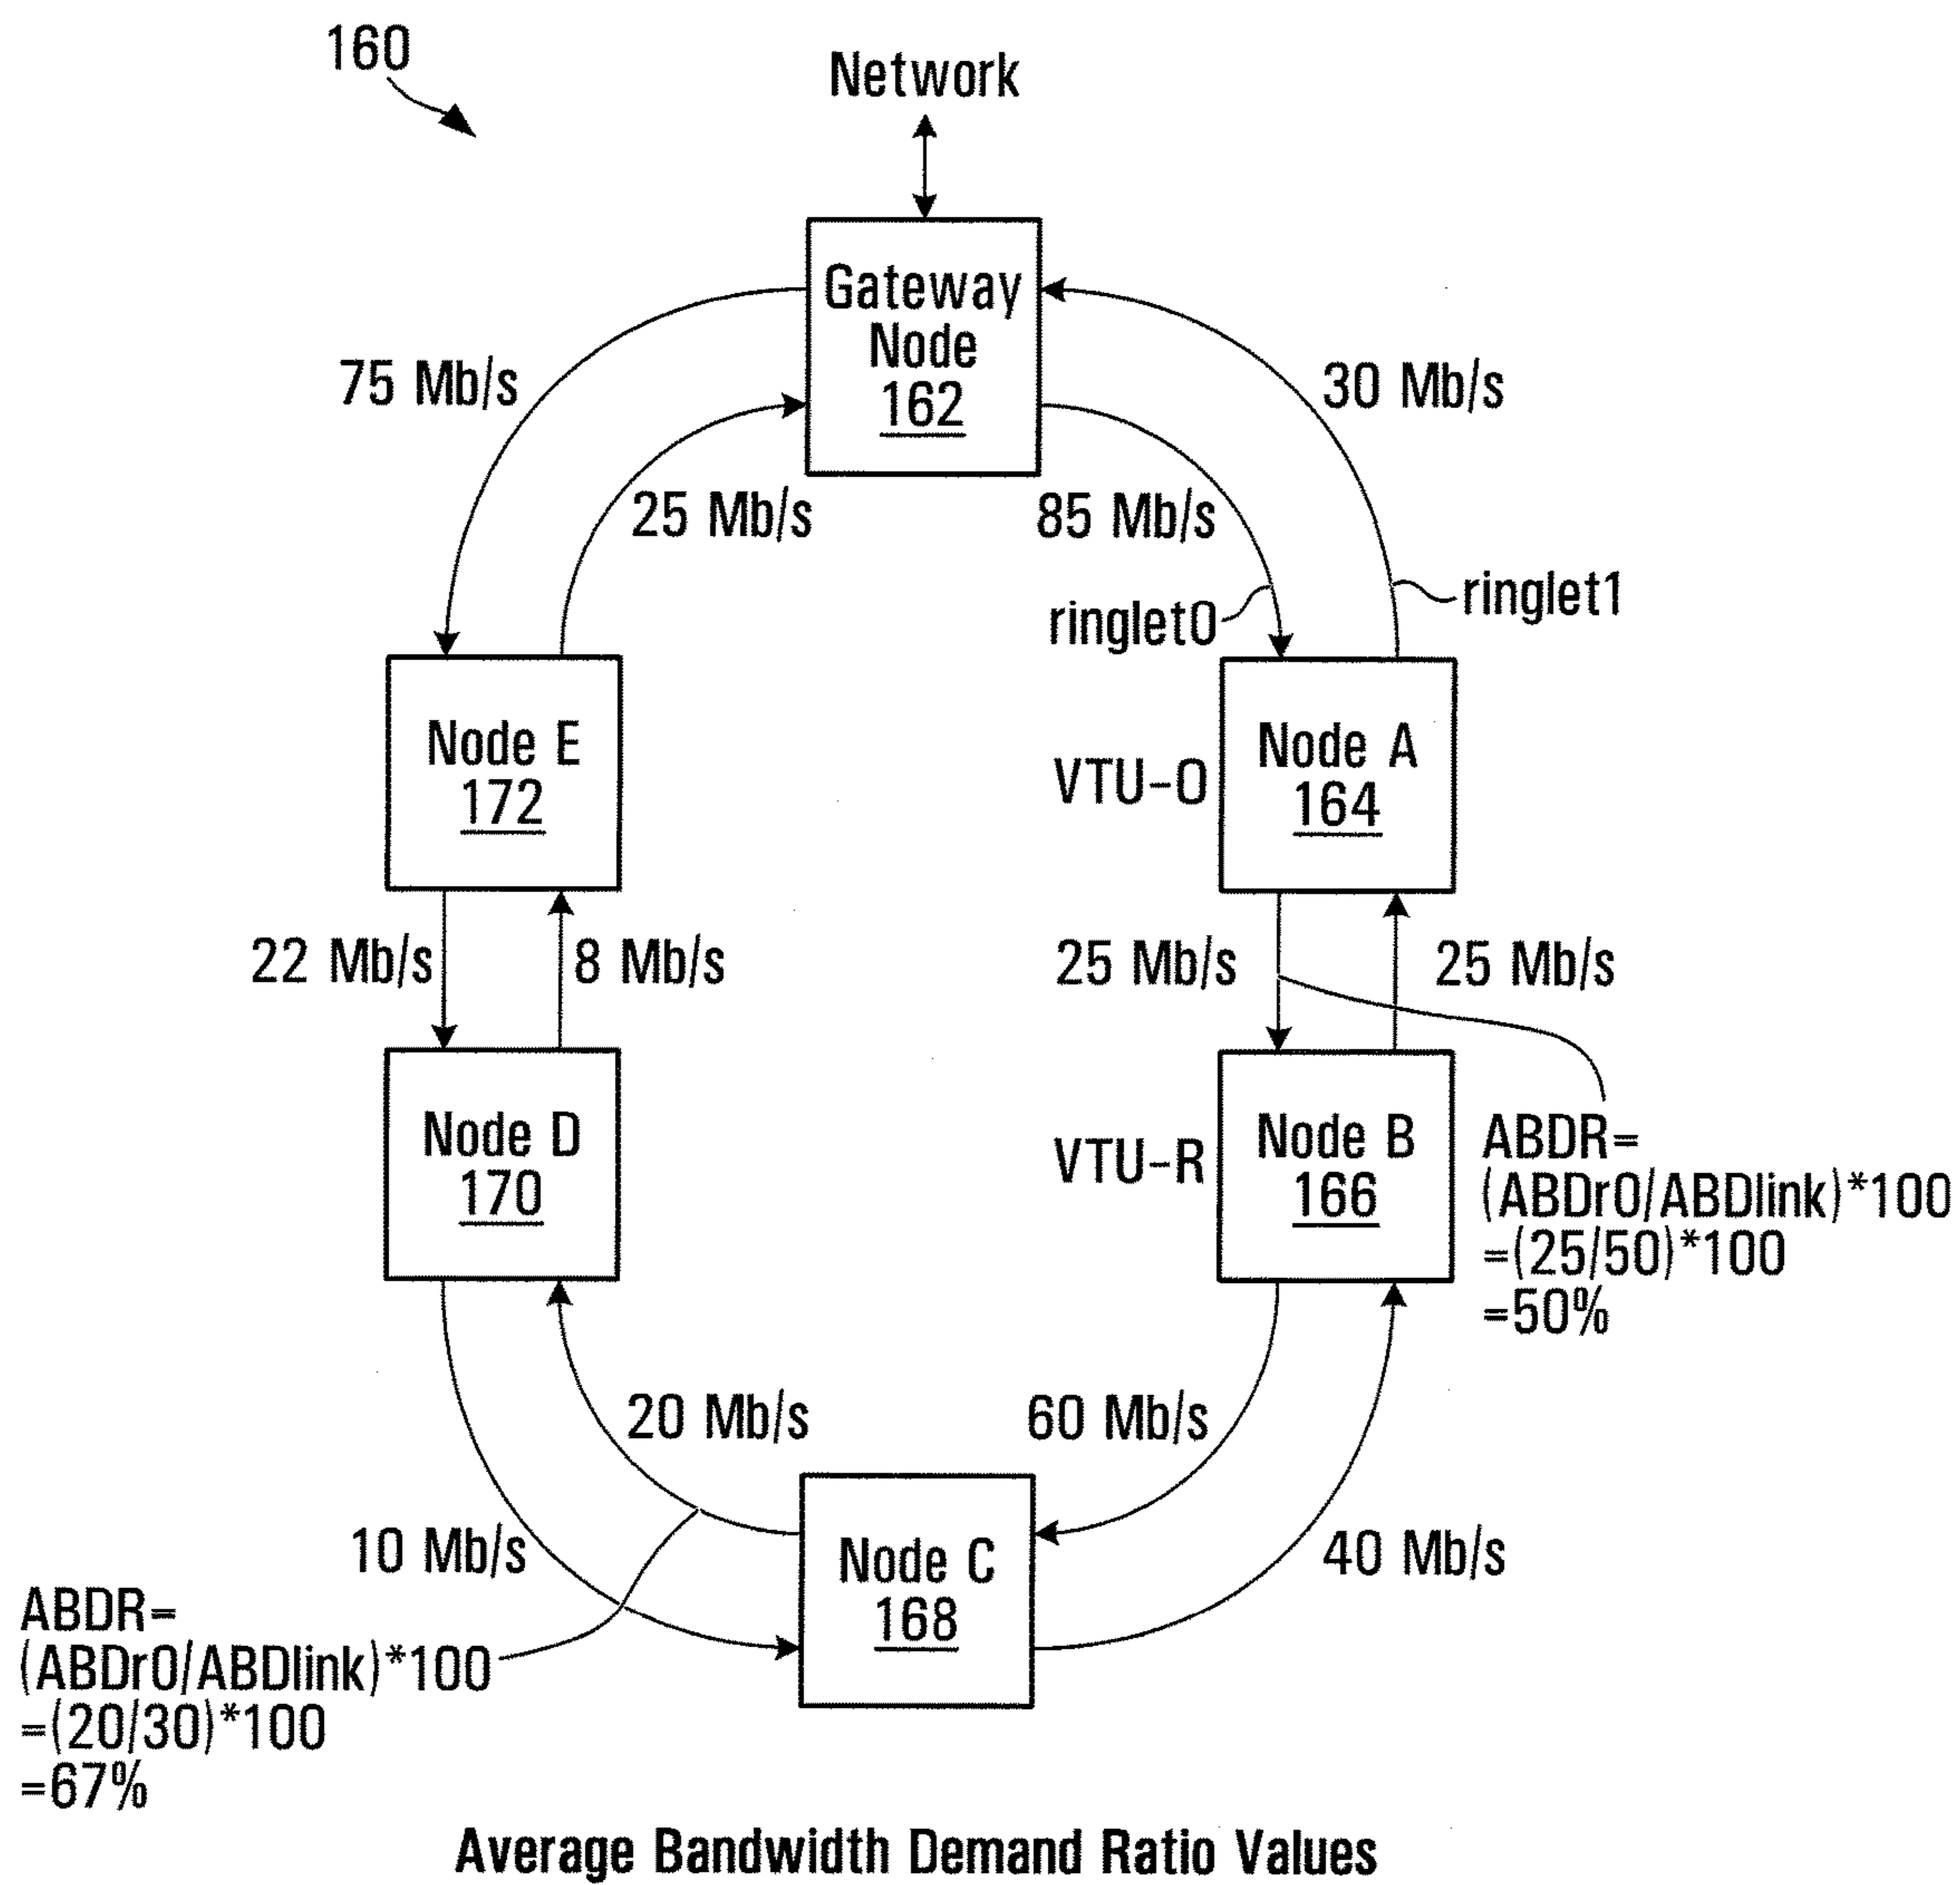 160
Network
Gateway
Node
162
75 Mb/s
30 Mb/s
25 Mb/s
85 Mb/s
ringlet0
ringlet1
Node E
172
VTU-O
Node A
164
22 Mb/s
8 Mb/s
25 Mb/s
25 Mb/s
Node D
170
VTU-R
Node B
166
ABDR=
(ABDr0/ABDlink)*100
=(25/50)*100
=50%
20 Mb/s
60 Mb/s
10 Mb/s
40 Mb/s
Node C
168
ABDR=
(ABDr0/ABDlink)*100
=(20/30)*100
=67%
Average Bandwidth Demand Ratio Values